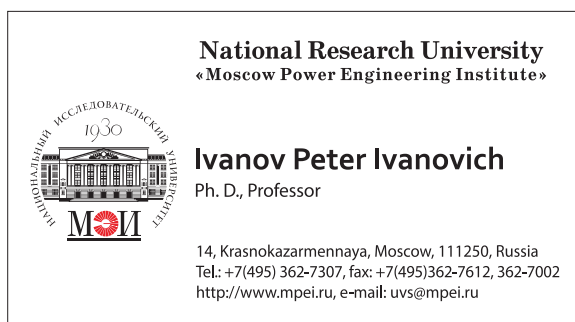 National Research University
«Moscow Power Engineering Institute»
НАЦИОНАЛЬНЫЙ ИССЛЕДОВАТЕЛЬСКИЙ УНИВЕРСИТЕТ
1930
МЭИ
Ivanov Peter Ivanovich
Ph. D., Professor
14, Krasnokazarmennaya, Moscow, 111250, Russia
Tel.: +7(495) 362-7307, fax: +7(495)362-7612, 362-7002
http://www.mpei.ru, e-mail: uvs@mpei.ru